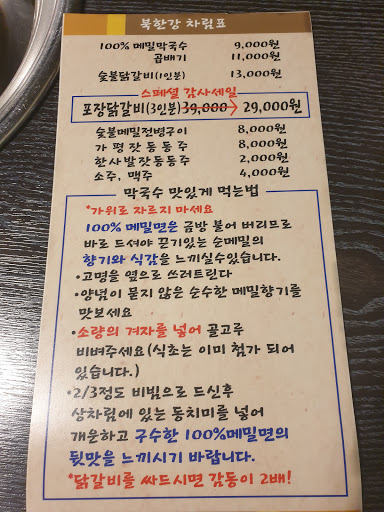 북한강 차림표
100% 메밀막국수 9,000원
곱배기 11,000원
숯불닭갈비(1인분) 13,000원
스페셜 감사세일
포장닭갈비(3인분) 39,000 → 29,000원
숯불메밀전병구이 8,000원
가평잣동동주 8,000원
한사발잣동동주 2,000원
소주, 맥주 4,000원
막국수 맛있게 먹는법
*가위로 자르지 마세요
100% 메밀면은 금방 불어 버리므로
바로 드셔야 끈기있는 순메밀의
향기와 식감을 느끼실수있습니다.
•고명을 옆으로 쓰러트린다
•양념이 묻지 않은 순수한 메밀향기를
맛보세요
•소량의 겨자를 넣어 골고루
비벼주세요(식초는 이미 첨가 되어
있습니다.)
•2/3정도 비빔으로 드신후
상차림에 있는 동치미를 넣어
개운하고 구수한 100%메밀면의
뒷맛을 느끼시기 바랍니다.
*닭갈비를 싸드시면 감동이 2배!